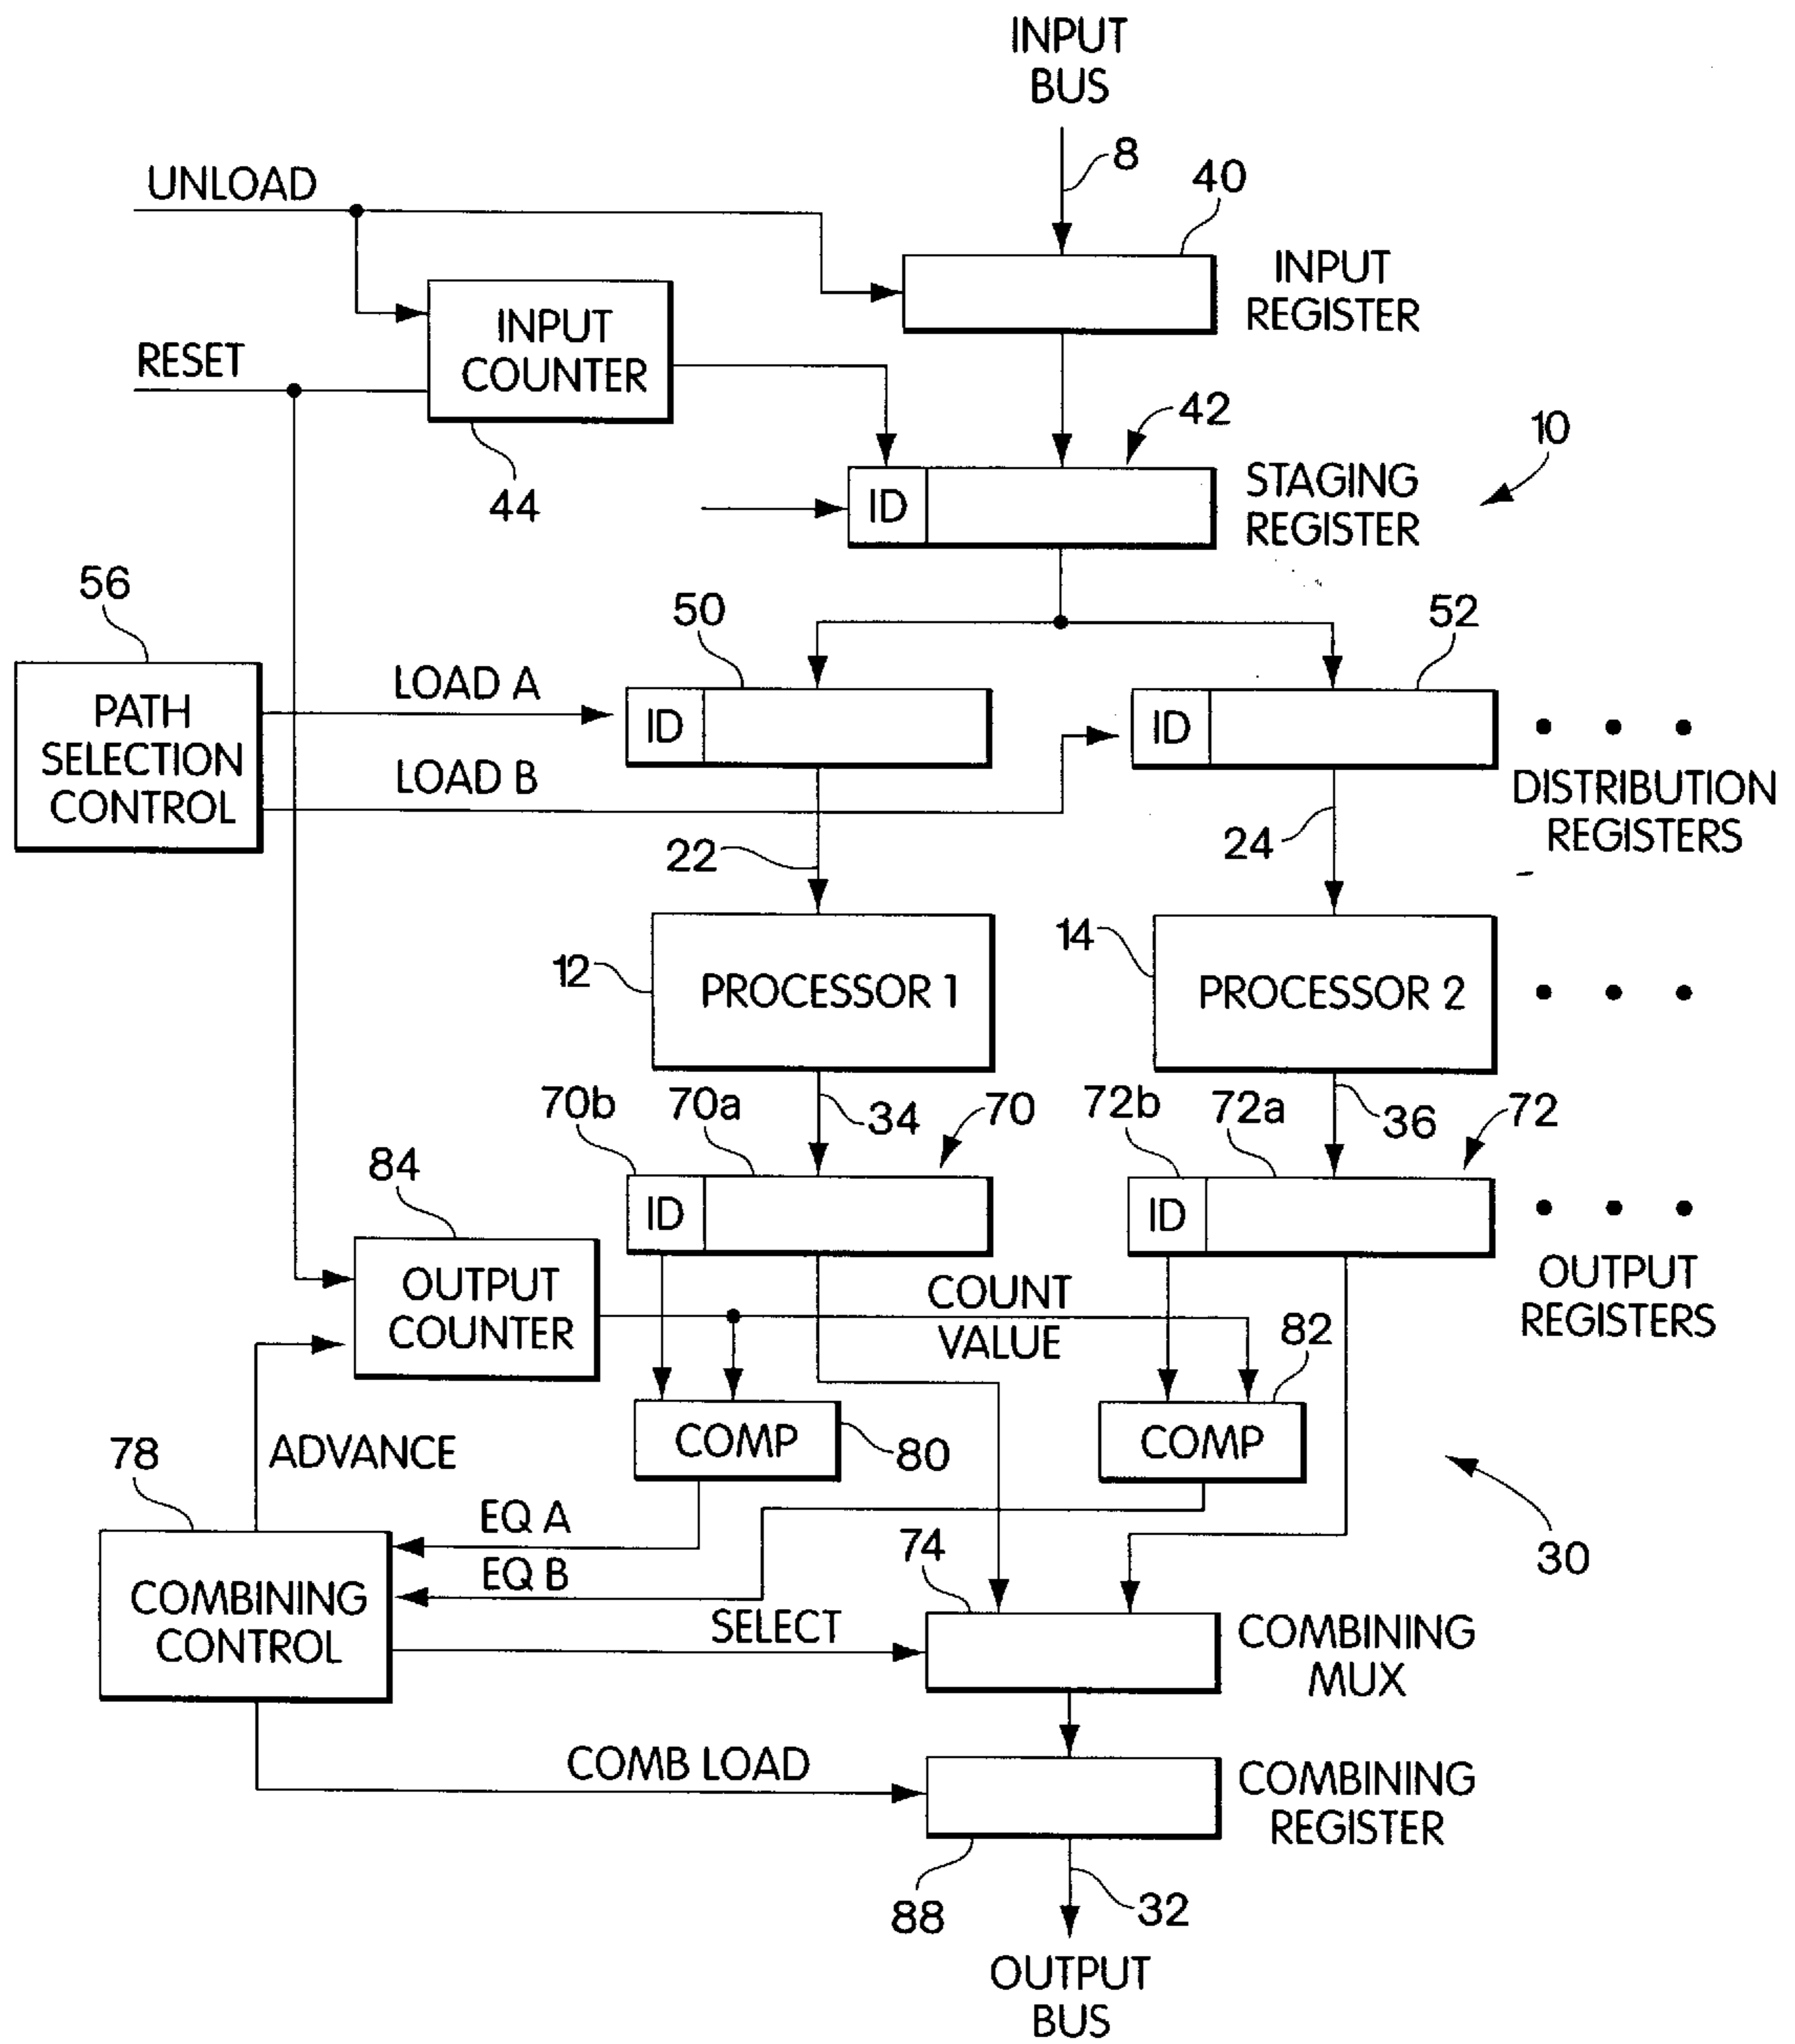 INPUT
BUS
8
UNLOAD
40
INPUT
REGISTER
INPUT
COUNTER
RESET
44
42
ID
STAGING
REGISTER
10
56
50
52
PATH
SELECTION
CONTROL
LOAD A
LOAD B
ID
ID
DISTRIBUTION
REGISTERS
22
24
12
PROCESSOR 1
14
PROCESSOR 2
70b
70a
34
70
72b
72a
36
72
84
ID
ID
OUTPUT
REGISTERS
OUTPUT
COUNTER
COUNT
VALUE
82
COMP
80
COMP
78
ADVANCE
EQ A
EQ B
74
30
COMBINING
CONTROL
SELECT
COMBINING
MUX
COMB LOAD
COMBINING
REGISTER
88
32
OUTPUT
BUS